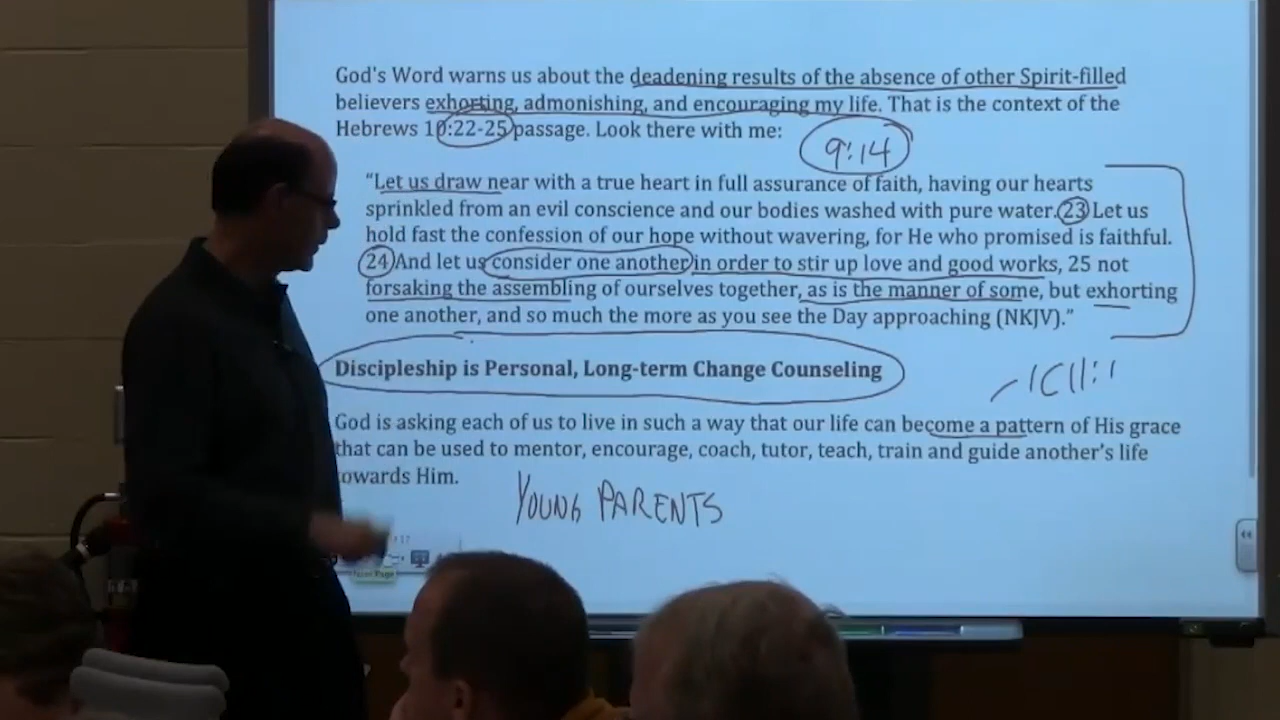 God's Word warns us about the deadening results of the absence of other Spirit-filled
believers exhorting, admonishing, and encouraging my life. That is the context of the
Hebrews 10:22-25 passage. Look there with me:
9:14
“Let us draw near with a true heart in full assurance of faith, having our hearts
sprinkled from an evil conscience and our bodies washed with pure water. 23 Let us
hold fast the confession of our hope without wavering, for He who promised is faithful.
24 And let us consider one another in order to stir up love and good works, 25 not
forsaking the assembling of ourselves together, as is the manner of some, but exhorting
one another, and so much the more as you see the Day approaching (NKJV).”
Discipleship is Personal, Long-term Change Counseling
God is asking each of us to live in such a way that our life can become a pattern of His grace
that can be used to mentor, encourage, coach, tutor, teach, train and guide another’s life
towards Him.
YOUNG PARENTS